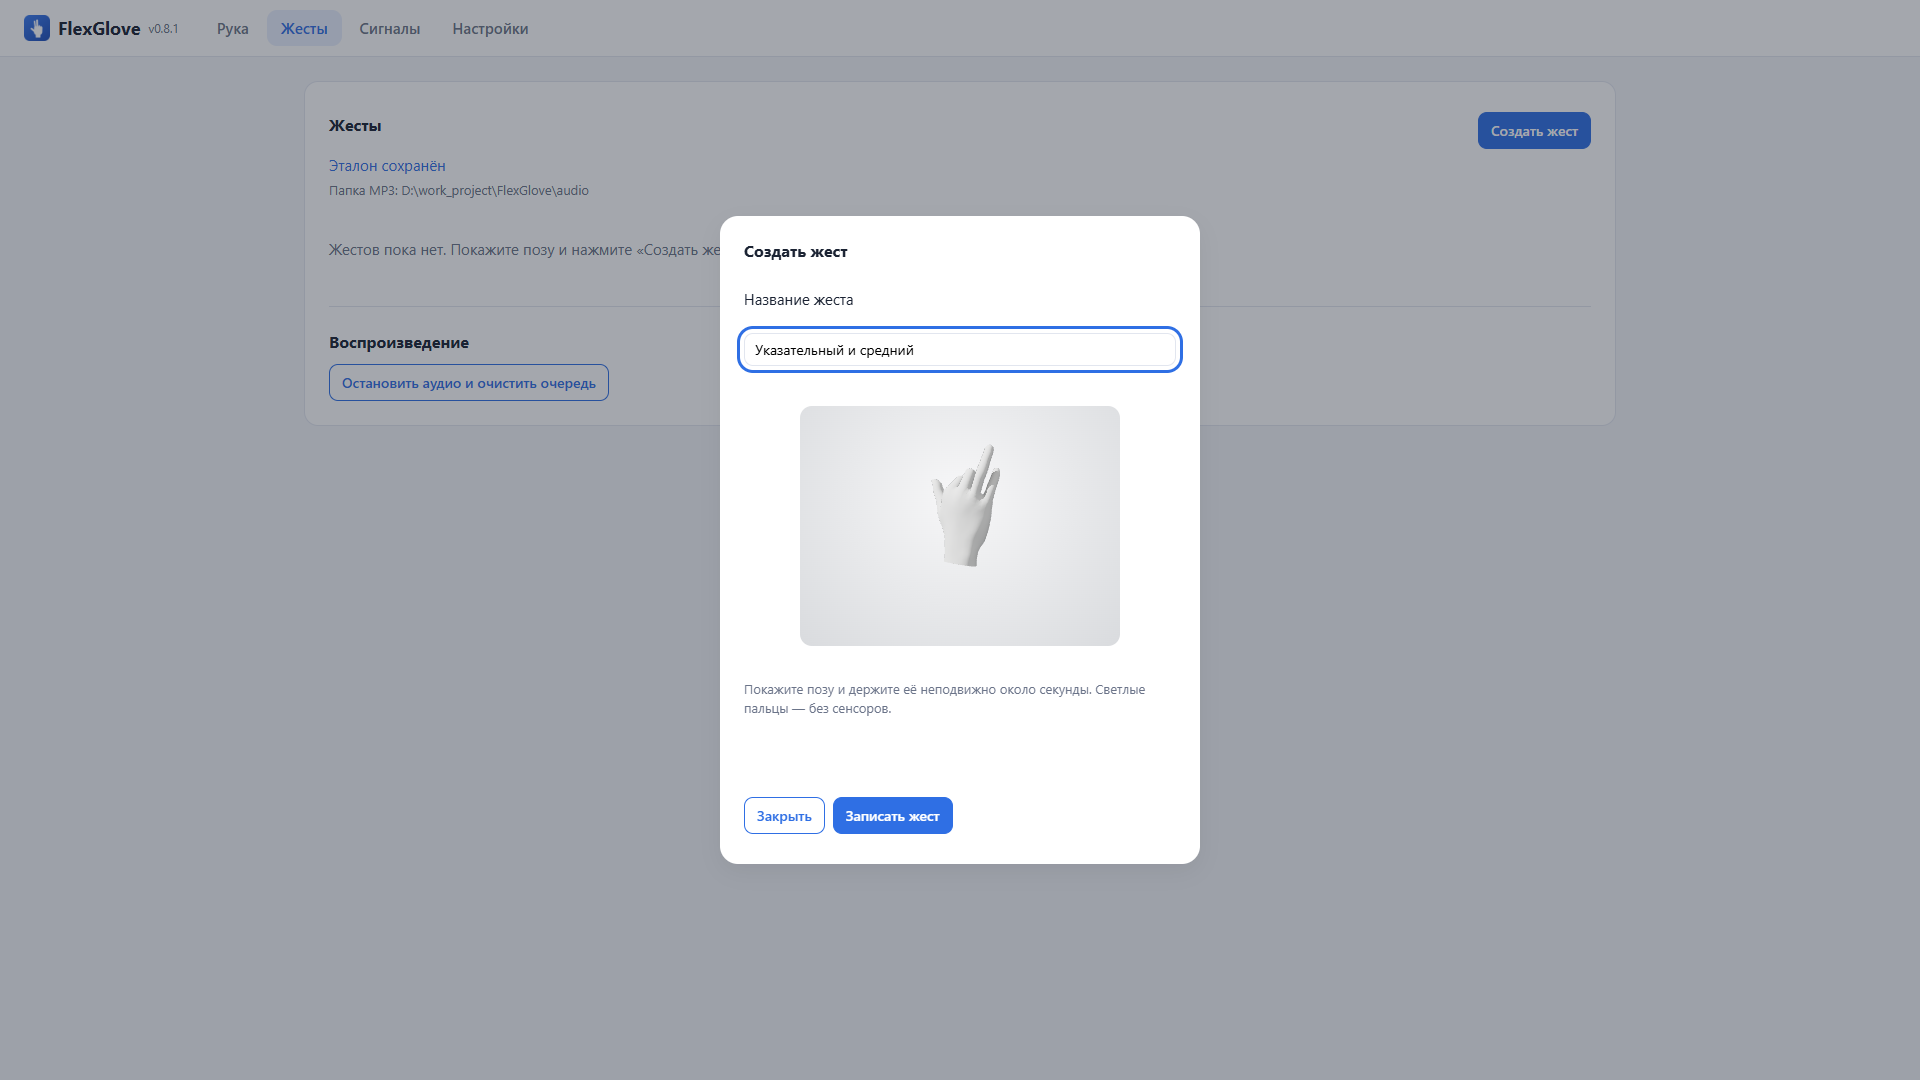 FlexGlove v0.8.1 Рука Жесты Сигналы Настройки
Жесты
Создать жест
Эталон сохранён
Папка MP3: D:\work_project\FlexGlove\audio
Жестов пока нет. Покажите позу и нажмите «Создать же
Воспроизведение
Остановить аудио и очистить очередь
Создать жест
Название жеста
Указательный и средний
Покажите позу и держите её неподвижно около секунды. Светлые
пальцы — без сенсоров.
Закрыть Записать жест